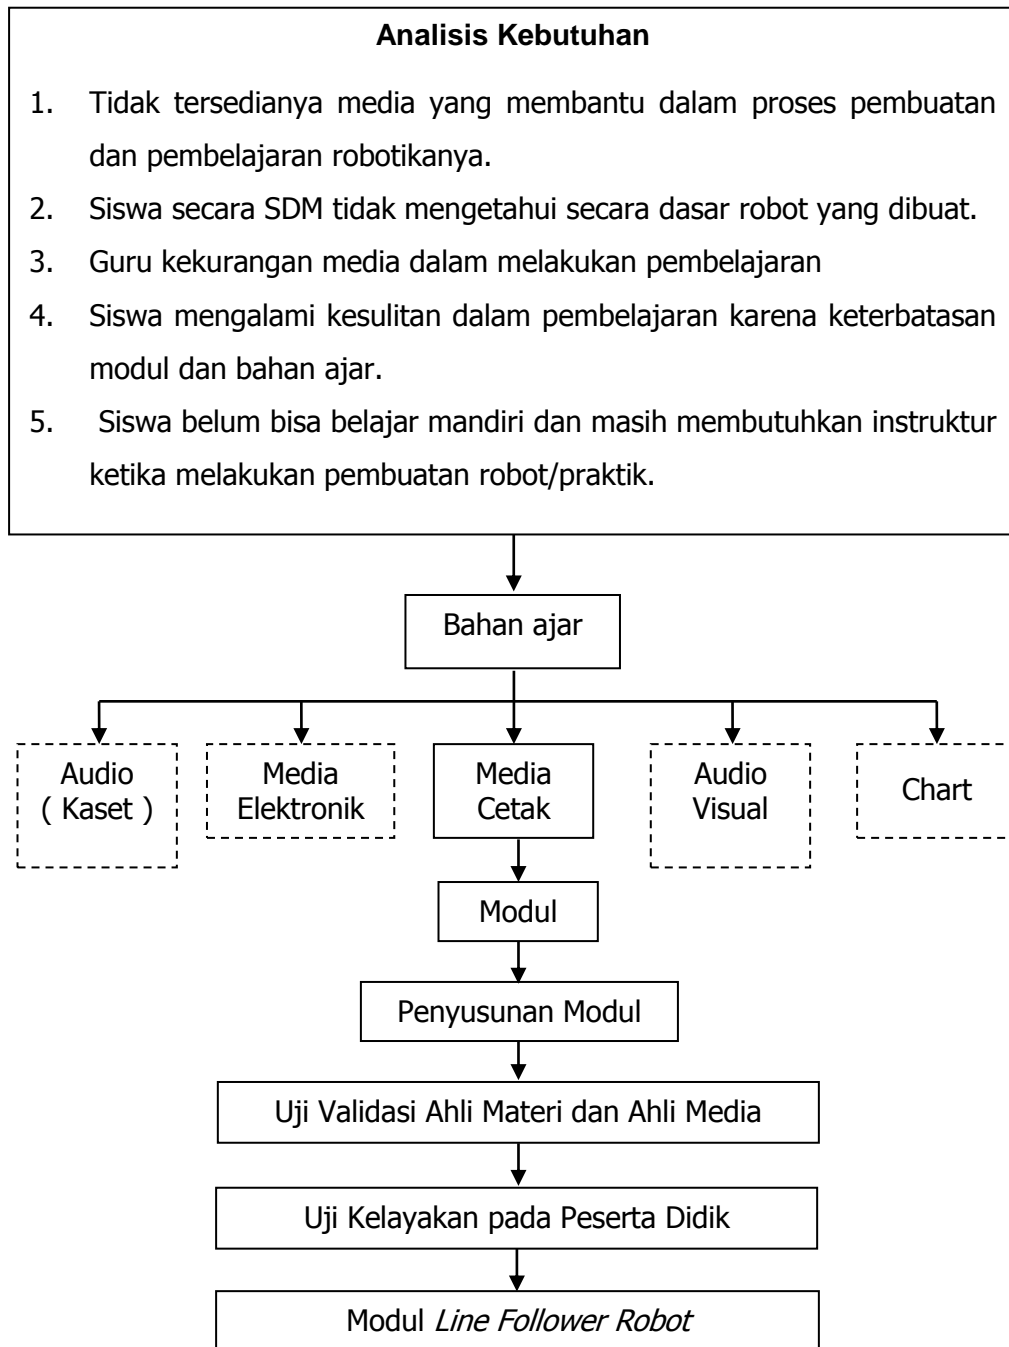 Analisis Kebutuhan
1. Tidak tersedianya media yang membantu dalam proses pembuatan
dan pembelajaran robotikanya.
2. Siswa secara SDM tidak mengetahui secara dasar robot yang dibuat.
3. Guru kekurangan media dalam melakukan pembelajaran
4. Siswa mengalami kesulitan dalam pembelajaran karena keterbatasan
modul dan bahan ajar.
5. Siswa belum bisa belajar mandiri dan masih membutuhkan instruktur
ketika melakukan pembuatan robot/praktik.
Bahan ajar
Audio
( Kaset )
Media
Elektronik
Media
Cetak
Audio
Visual
Chart
Modul
Penyusunan Modul
Uji Validasi Ahli Materi dan Ahli Media
Uji Kelayakan pada Peserta Didik
Modul Line Follower Robot